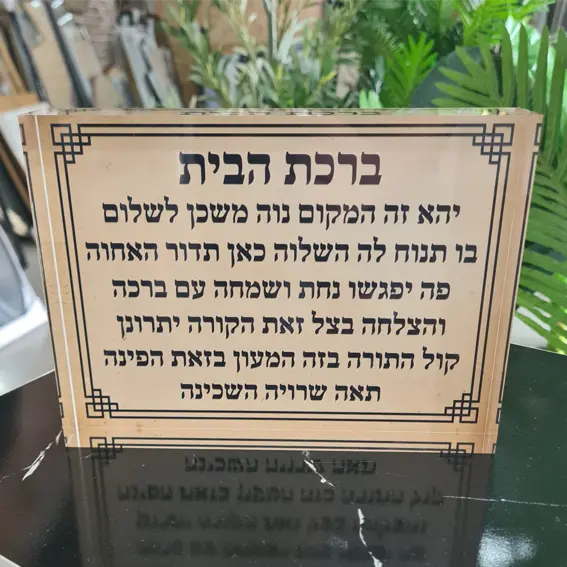 ברכת הבית
יהא זה המקום נוה משכן לשלום
בו תנוח לה השלוה כאן תדור האחוה
פה יפגשו נחת ושמחה עם ברכה
והצלחה בצל זאת הקורה יתרונן
קול התורה בזה המעון בזאת הפינה
תאה שרויה השכינה